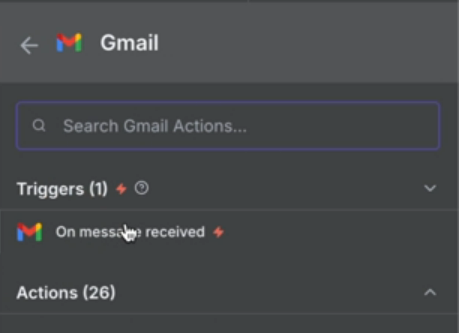 Gmail
Search Gmail Actions...
Triggers (1)
On message received
Actions (26)